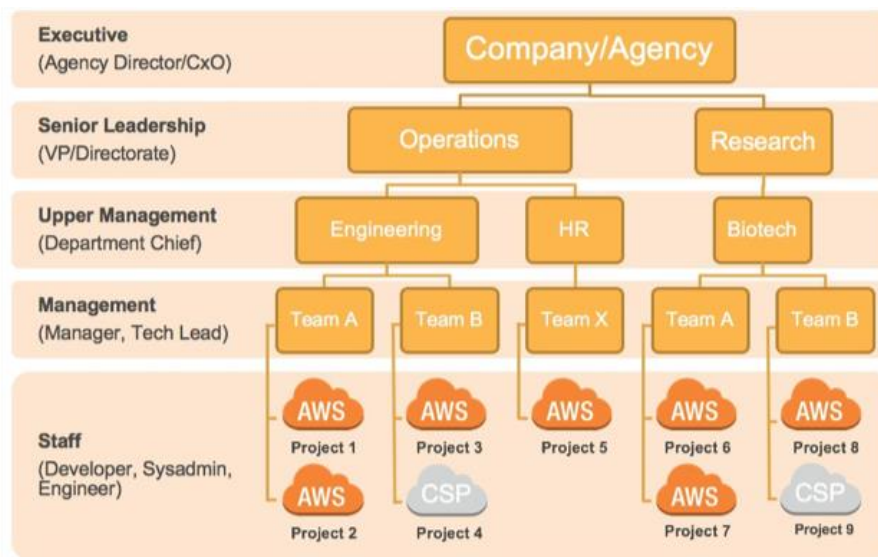 Executive
(Agency Director/CxO)
Company/Agency
Senior Leadership
(VP/Directorate)
Operations
Research
Upper Management
(Department Chief)
Engineering
HR
Biotech
Management
(Manager, Tech Lead)
Team A
Team B
Team X
Team A
Team B
Staff
(Developer, Sysadmin,
Engineer)
AWS
Project 1
AWS
Project 3
AWS
Project 5
AWS
Project 6
AWS
Project 8
AWS
Project 2
CSP
Project 4
AWS
Project 7
CSP
Project 9